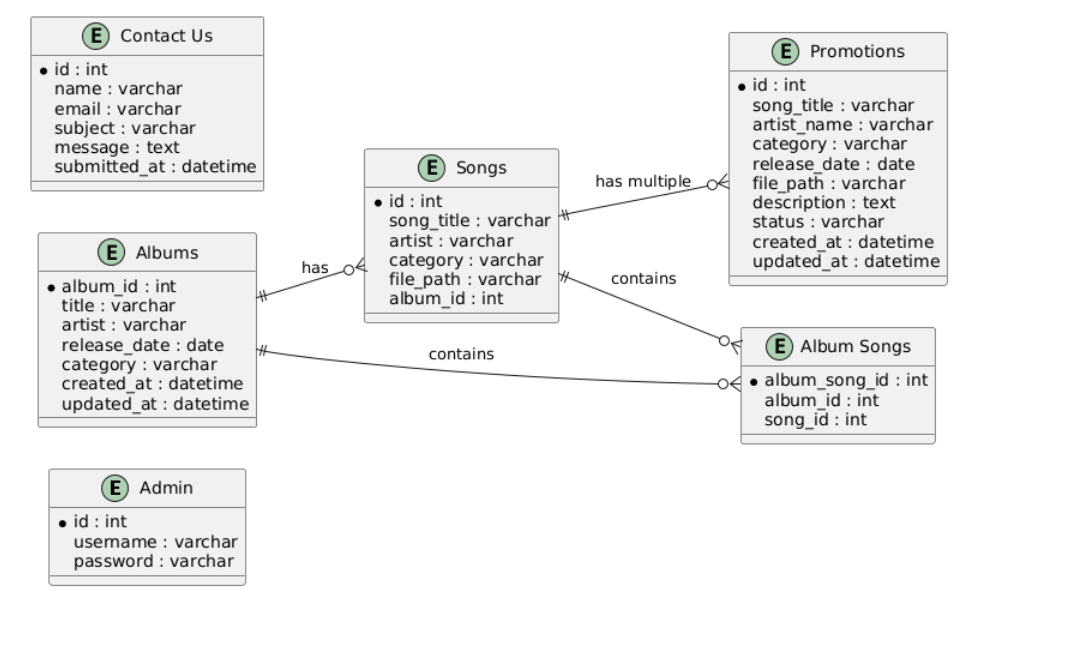 E Contact Us
id : int
name : varchar
email : varchar
subject : varchar
message : text
submitted_at : datetime
E Albums
album_id : int
title : varchar
artist : varchar
release_date : date
category : varchar
created_at : datetime
updated_at : datetime
E Admin
id : int
username : varchar
password : varchar
has
contains
E Songs
id : int
song_title : varchar
artist : varchar
category : varchar
file_path : varchar
album_id : int
has multiple
contains
E Promotions
id : int
song_title : varchar
artist_name : varchar
category : varchar
release_date : date
file_path : varchar
description : text
status : varchar
created_at : datetime
updated_at : datetime
E Album Songs
album_song_id : int
album_id : int
song_id : int